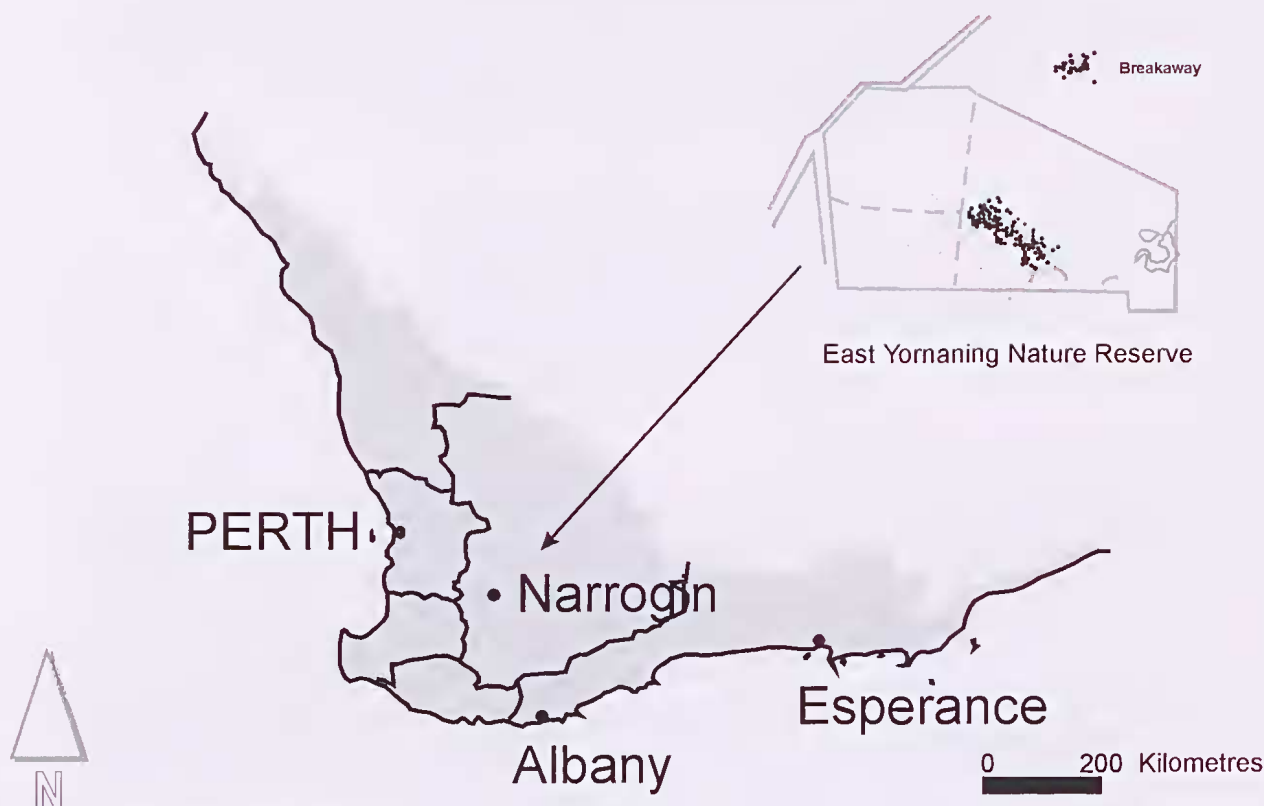 Breakaway
East Yornaning Nature Reserve
PERTH
Narrogin
Esperance
Albany
0 200 Kilometres
N